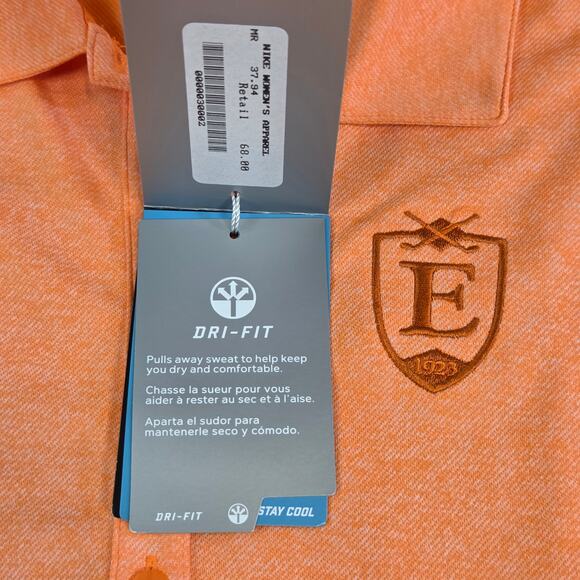 NIKE WOMEN'S APPAREL
MR 37.94
Retail 68.00
0000030002
DRI-FIT
Pulls away sweat to help keep
you dry and comfortable.
Chasse la sueur pour vous
aider à rester au sec et à l'aise.
Aparta el sudor para
mantenerle seco y cómodo.
DRI-FIT
STAY COOL
E
1923